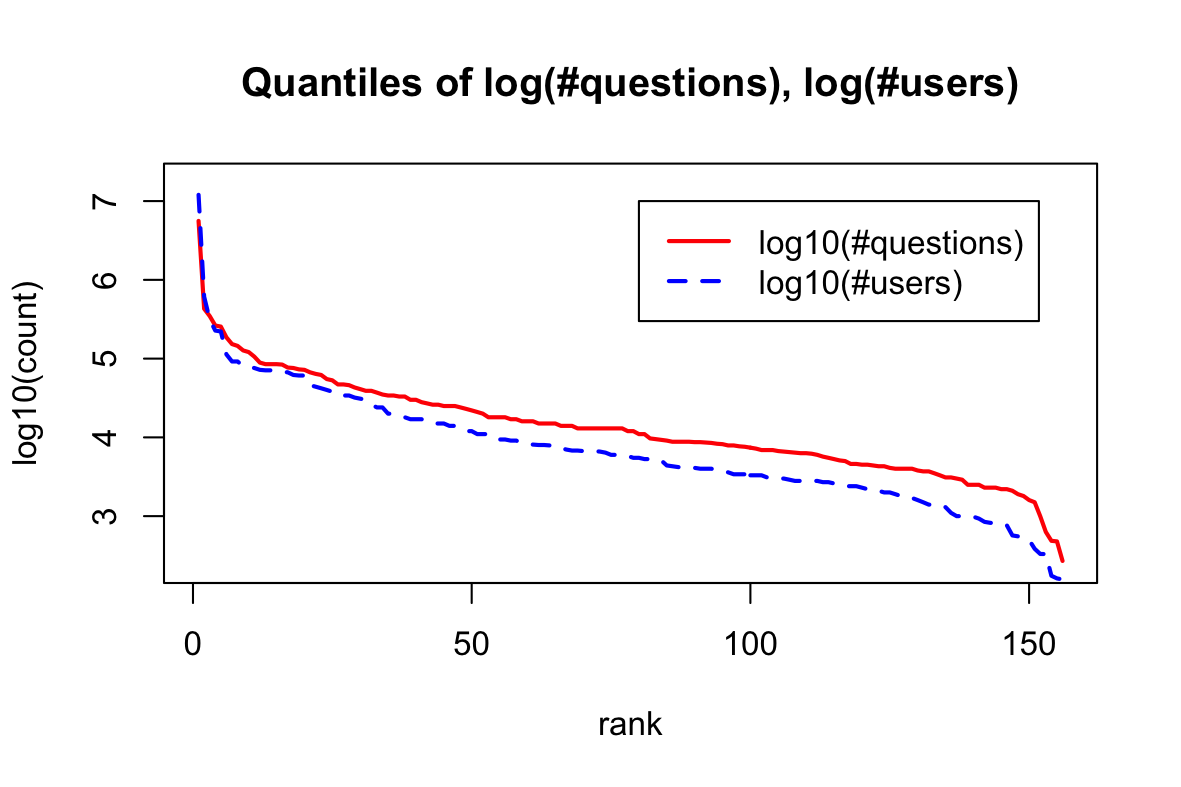 Quantiles of log(#questions), log(#users)
log10(count)
7
6
5
4
3
log10(#questions)
log10(#users)
0 50 100 150
rank